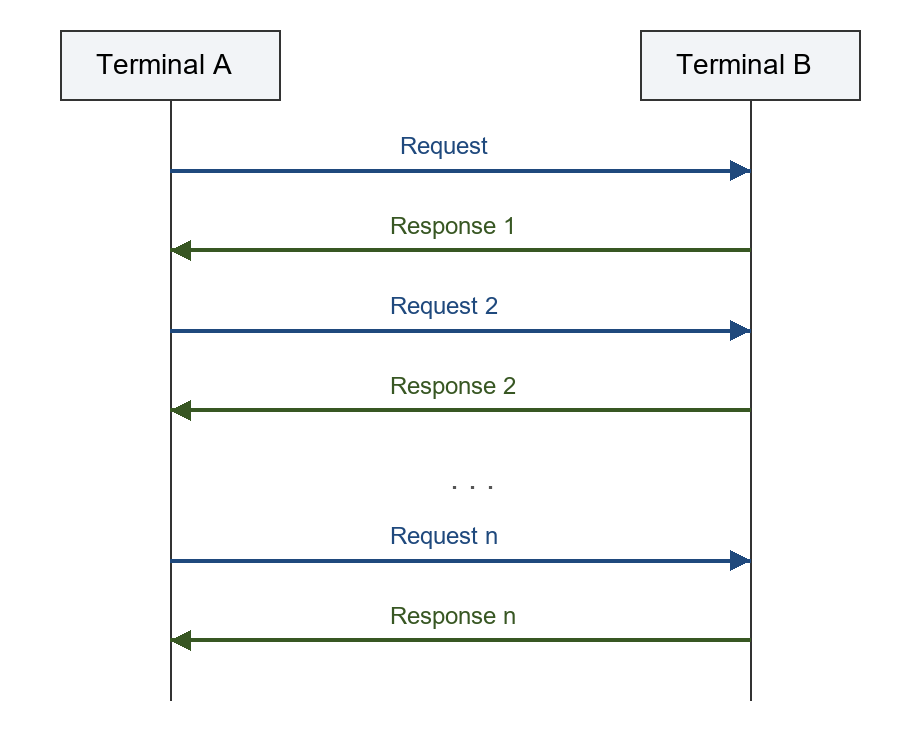 Terminal A
Terminal B
Request
Response 1
Request 2
Response 2
. . .
Request n
Response n